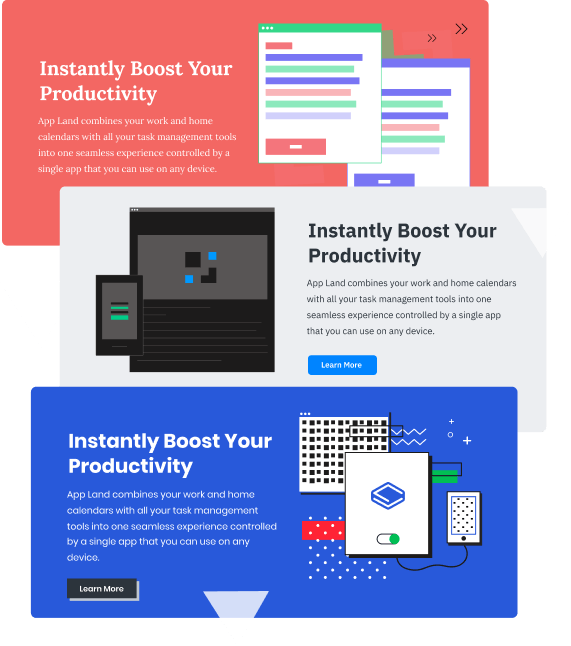 Instantly Boost Your
Productivity
App Land combines your work and home
calendars with all your task management tools
into one seamless experience controlled by a
single app that you can use on any device.
Instantly Boost Your
Productivity
App Land combines your work and home calendars
with all your task management tools into one
seamless experience controlled by a single app
that you can use on any device.
Learn More
Instantly Boost Your
Productivity
App Land combines your work and home
calendars with all your task management
tools into one seamless experience controlled
by a single app that you can use on any
device.
Learn More